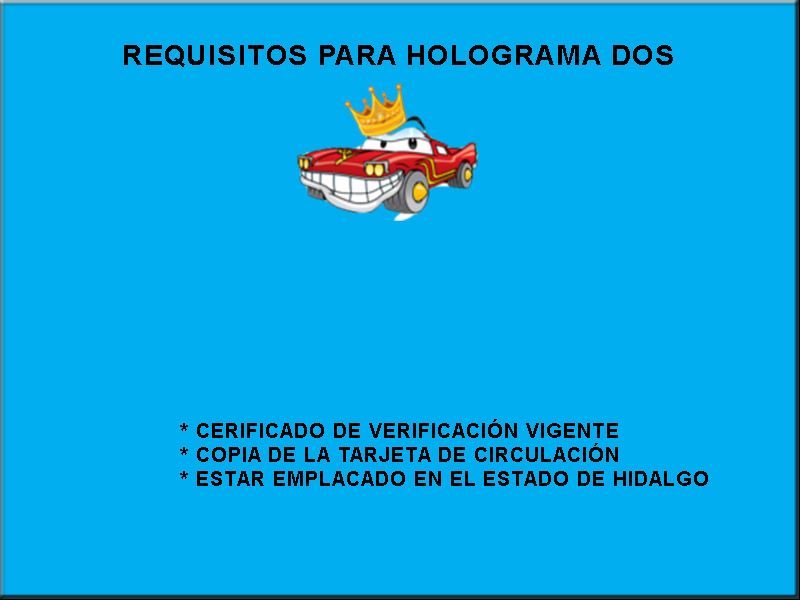 REQUISITOS PARA HOLOGRAMA DOS
* CERIFICADO DE VERIFICACIÓN VIGENTE
* COPIA DE LA TARJETA DE CIRCULACIÓN
* ESTAR EMPLACADO EN EL ESTADO DE HIDALGO